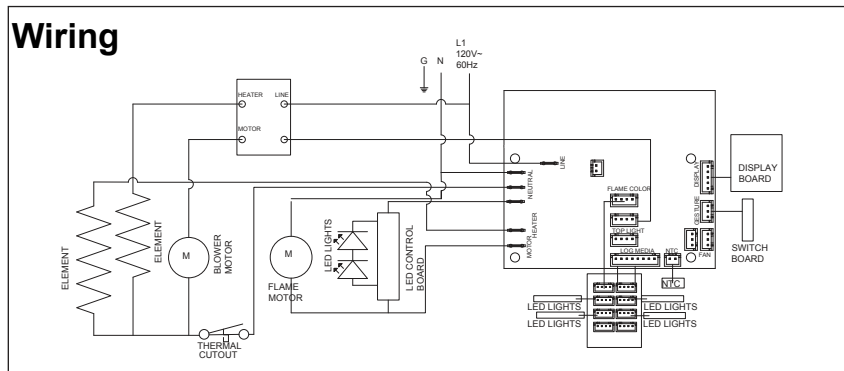 Wiring
L1
120V~
60Hz
G N
HEATER LINE
MOTOR
ELEMENT
ELEMENT
M
BLOWER
MOTOR
THERMAL
CUTOUT
M
FLAME
MOTOR
LED LIGHTS
LED CONTROL
BOARD
LINE
NEUTRAL
HEATER
MOTOR
FLAME COLOR
TOP LIGHT
LOG MEDIA
NTC
DISPLAY
GESTURE
FAN
DISPLAY
BOARD
SWITCH
BOARD
NTC
LED LIGHTS LED LIGHTS
LED LIGHTS LED LIGHTS